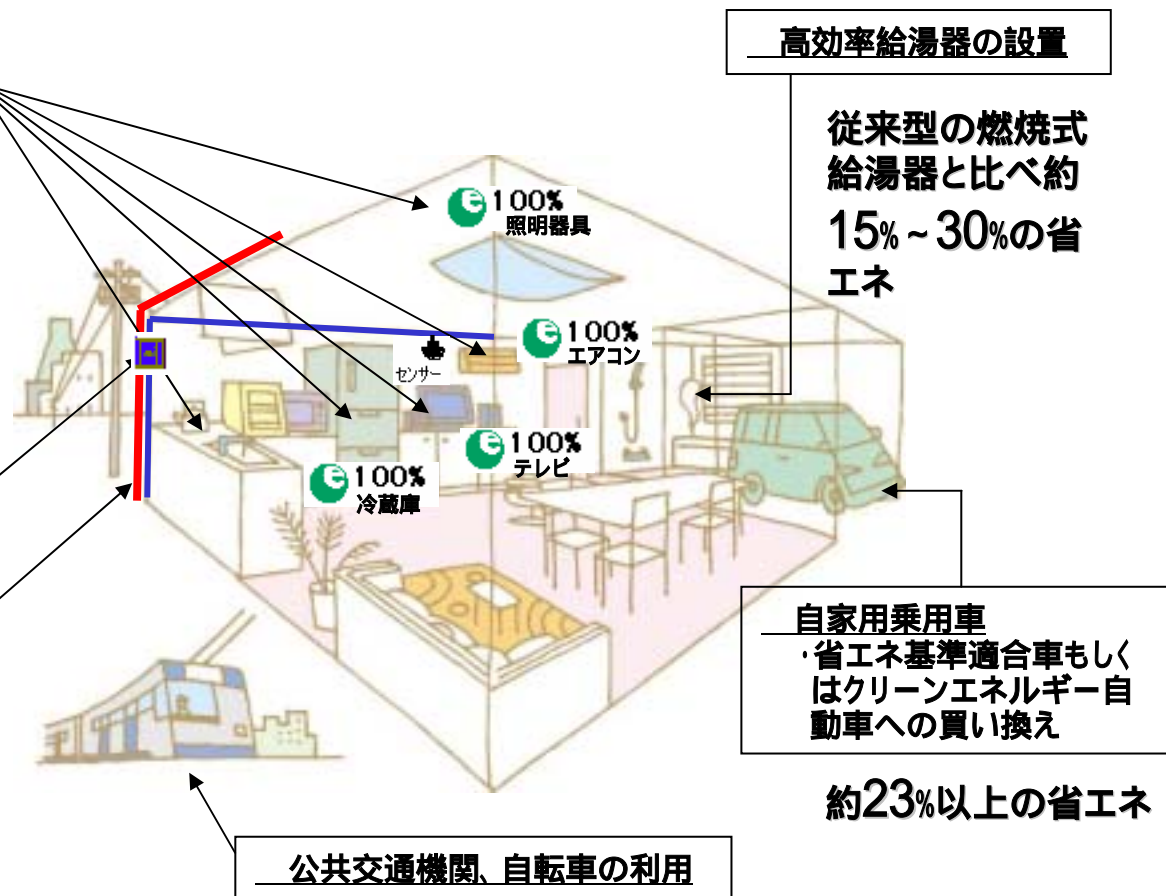 高効率給湯器の設置
従来型の燃焼式
給湯器と比べ約
15%～30%の省
エネ
100%
照明器具
100%
エアコン
センサー
100%
テレビ
100%
冷蔵庫
自家用乗用車
・省エネ基準適合車もしく
はクリーンエネルギー自
動車への買い換え
約23%以上の省エネ
公共交通機関、自転車の利用